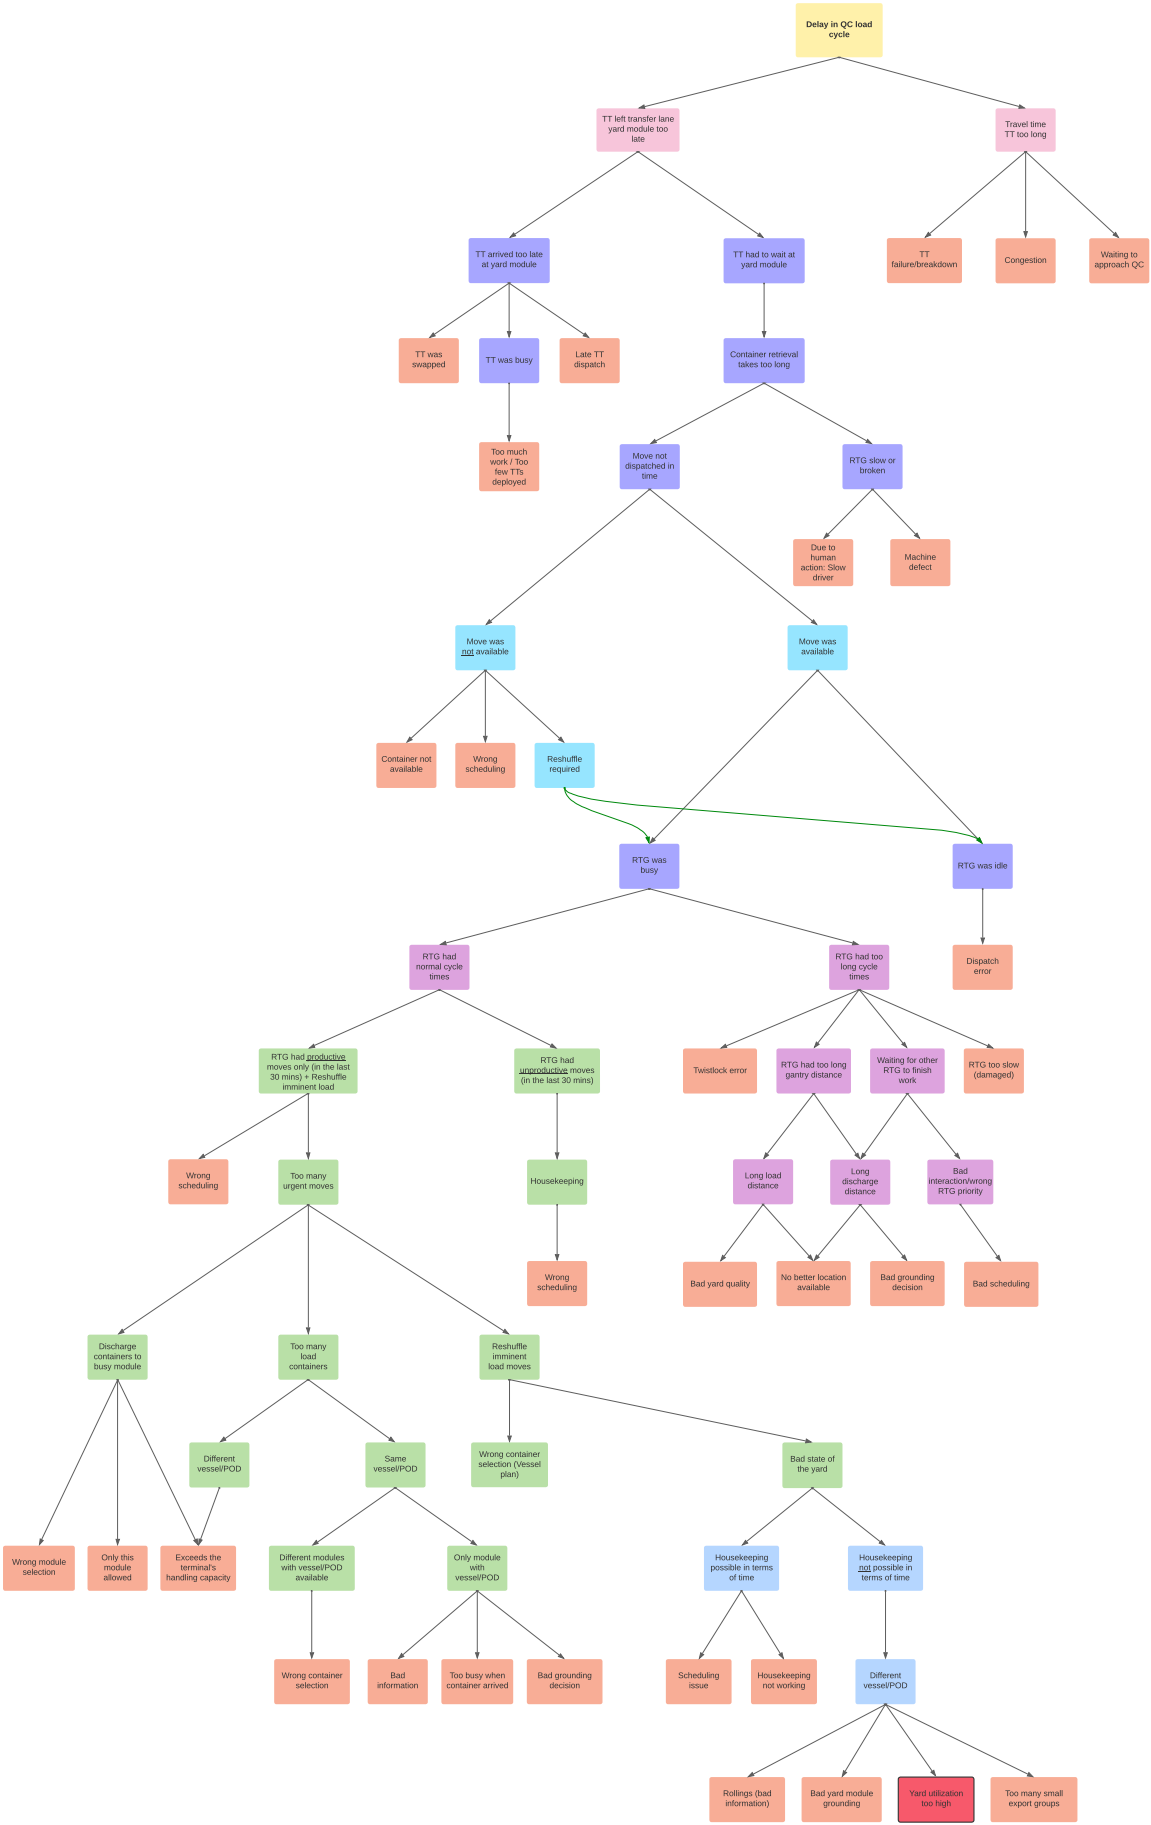 Delay in QC load
cycle
TT left transfer lane
yard module too
late
Travel time
TT too long
TT arrived too late
at yard module
TT had to wait at
yard module
TT
failure/breakdown
Congestion
Waiting to
approach QC
TT was
swapped
TT was busy
Late TT
dispatch
Container retrieval
takes too long
Too much
work / Too
few TTs
deployed
Move not
dispatched in
time
RTG slow or
broken
Due to
human
action: Slow
driver
Machine
defect
Move was
not available
Move was
available
Container not
available
Wrong
scheduling
Reshuffle
required
RTG was
busy
RTG was idle
RTG had
normal cycle
times
RTG had too
long cycle
times
Dispatch
error
RTG had productive
moves only (in the last
30 mins) + Reshuffle
imminent load
RTG had
unproductive moves
(in the last 30 mins)
Twistlock error
RTG had too long
gantry distance
Waiting for other
RTG to finish
work
RTG too slow
(damaged)
Wrong
scheduling
Too many
urgent moves
Housekeeping
Long load
distance
Long
discharge
distance
Bad
interaction/wrong
RTG priority
Wrong
scheduling
Bad yard quality
No better location
available
Bad grounding
decision
Bad scheduling
Discharge
containers to
busy module
Too many
load
containers
Reshuffle
imminent
load moves
Different
vessel/POD
Same
vessel/POD
Wrong container
selection (Vessel
plan)
Bad state of
the yard
Wrong module
selection
Only this
module
allowed
Exceeds the
terminal's
handling capacity
Different modules
with vessel/POD
available
Only module
with
vessel/POD
Housekeeping
possible in terms
of time
Housekeeping
not possible in
terms of time
Wrong container
selection
Bad
information
Too busy when
container arrived
Bad grounding
decision
Scheduling
issue
Housekeeping
not working
Different
vessel/POD
Rollings (bad
information)
Bad yard module
grounding
Yard utilization
too high
Too many small
export groups